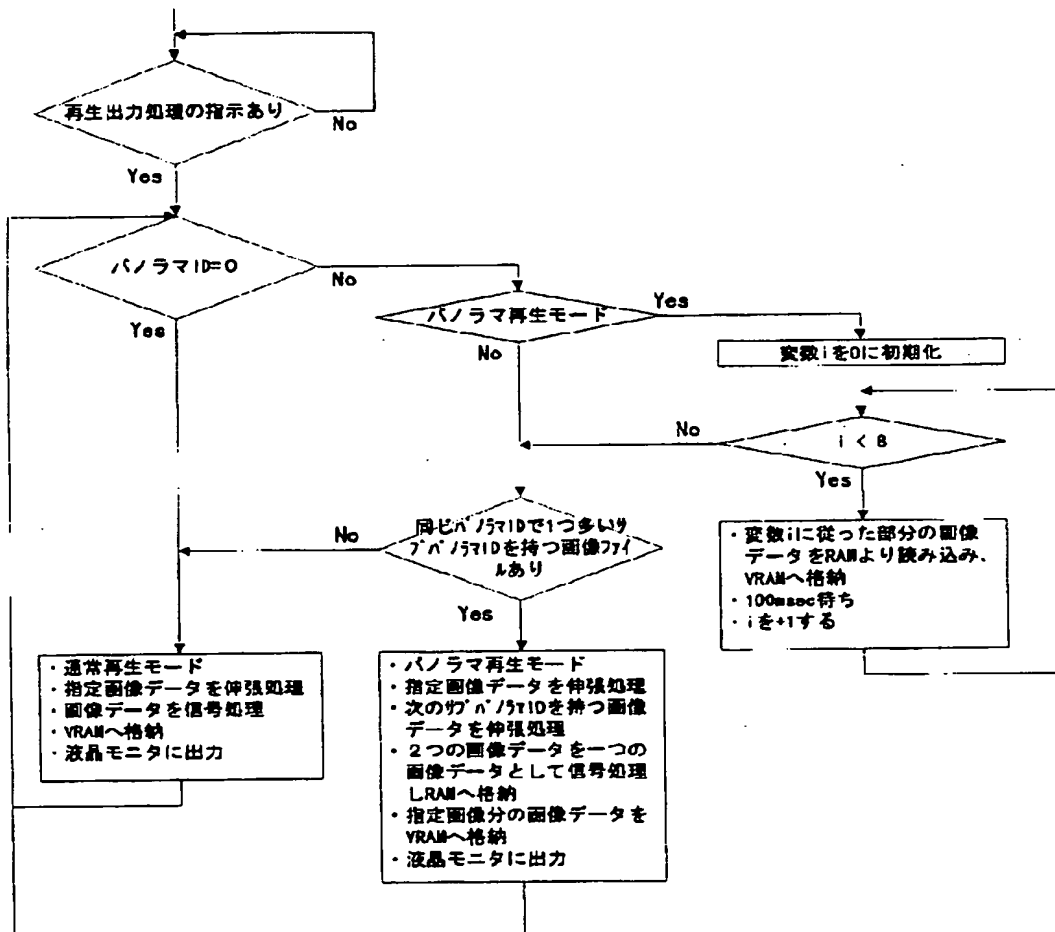 再生出力処理の指示あり
No
Yes
パノラマID=0
No
Yes
パノラマ再生モード
Yes
No
変数iを0に初期化
i < 8
No
Yes
同じパノラマIDで1つ多いサ
ブパノラマIDを持つ画像ファイ
ルあり
No
Yes
・変数iに従った部分の画像
データをRAMより読み込み、
VRAMへ格納
・100msec待ち
・iを+1する
・通常再生モード
・指定画像データを伸張処理
・画像データを信号処理
・VRAMへ格納
・液晶モニタに出力
・パノラマ再生モード
・指定画像データを伸張処理
・次のサブパノラマIDを持つ画像
データを伸張処理
・2つの画像データを一つの
画像データとして信号処理
しRAMへ格納
・指定画像分の画像データを
VRAMへ格納
・液晶モニタに出力